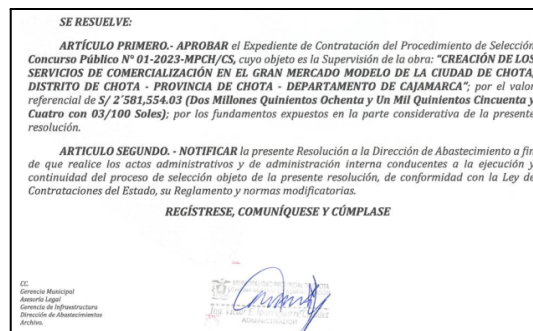 SE RESUELVE:
ARTÍCULO PRIMERO.- APROBAR el Expediente de Contratación del Procedimiento de Selección
Concurso Público N° 01-2023-MPCH/CS, cuyo objeto es la Supervisión de la obra: "CREACIÓN DE LOS
SERVICIOS DE COMERCIALIZACIÓN EN EL GRAN MERCADO MODELO DE LA CIUDAD DE CHOTA,
DISTRITO DE CHOTA - PROVINCIA DE CHOTA - DEPARTAMENTO DE CAJAMARCA"; por el valor
referencial de S/ 2´581,554.03 (Dos Millones Quinientos Ochenta y Un Mil Quinientos Cincuenta y
Cuatro con 03/100 Soles); por los fundamentos expuestos en la parte considerativa de la presente
resolución.
ARTICULO SEGUNDO. - NOTIFICAR la presente Resolución a la Dirección de Abastecimiento a fin
de que realice los actos administrativos y de administración interna conducentes a la ejecución y
continuidad del proceso de selección objeto de la presente resolución, de conformidad con la Ley de
Contrataciones del Estado, su Reglamento y normas modificatorias.
REGÍSTRESE, COMUNÍQUESE Y CÚMPLASE
CC.
Gerencia Municipal
Asesoría Legal
Gerencia de Infraestructura
Dirección de Abastecimientos
Archivo.
ADMINISTRADOR